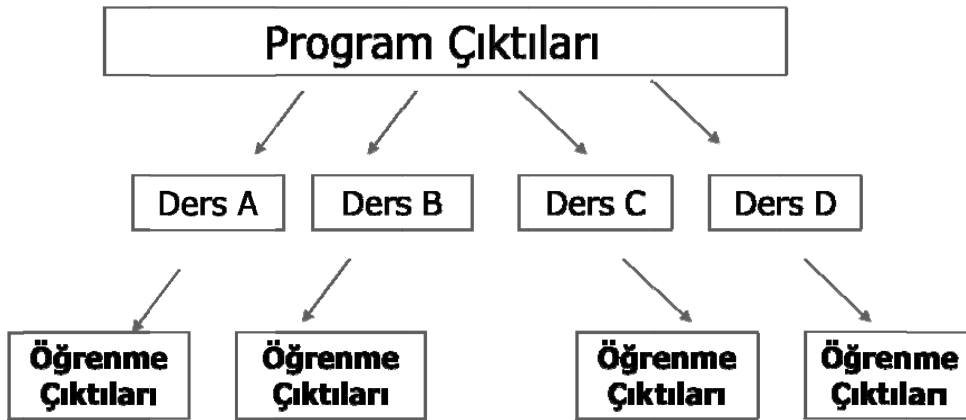 Program Çıktıları
Ders A
Ders B
Ders C
Ders D
Öğrenme
Çıktıları
Öğrenme
Çıktıları
Öğrenme
Çıktıları
Öğrenme
Çıktıları